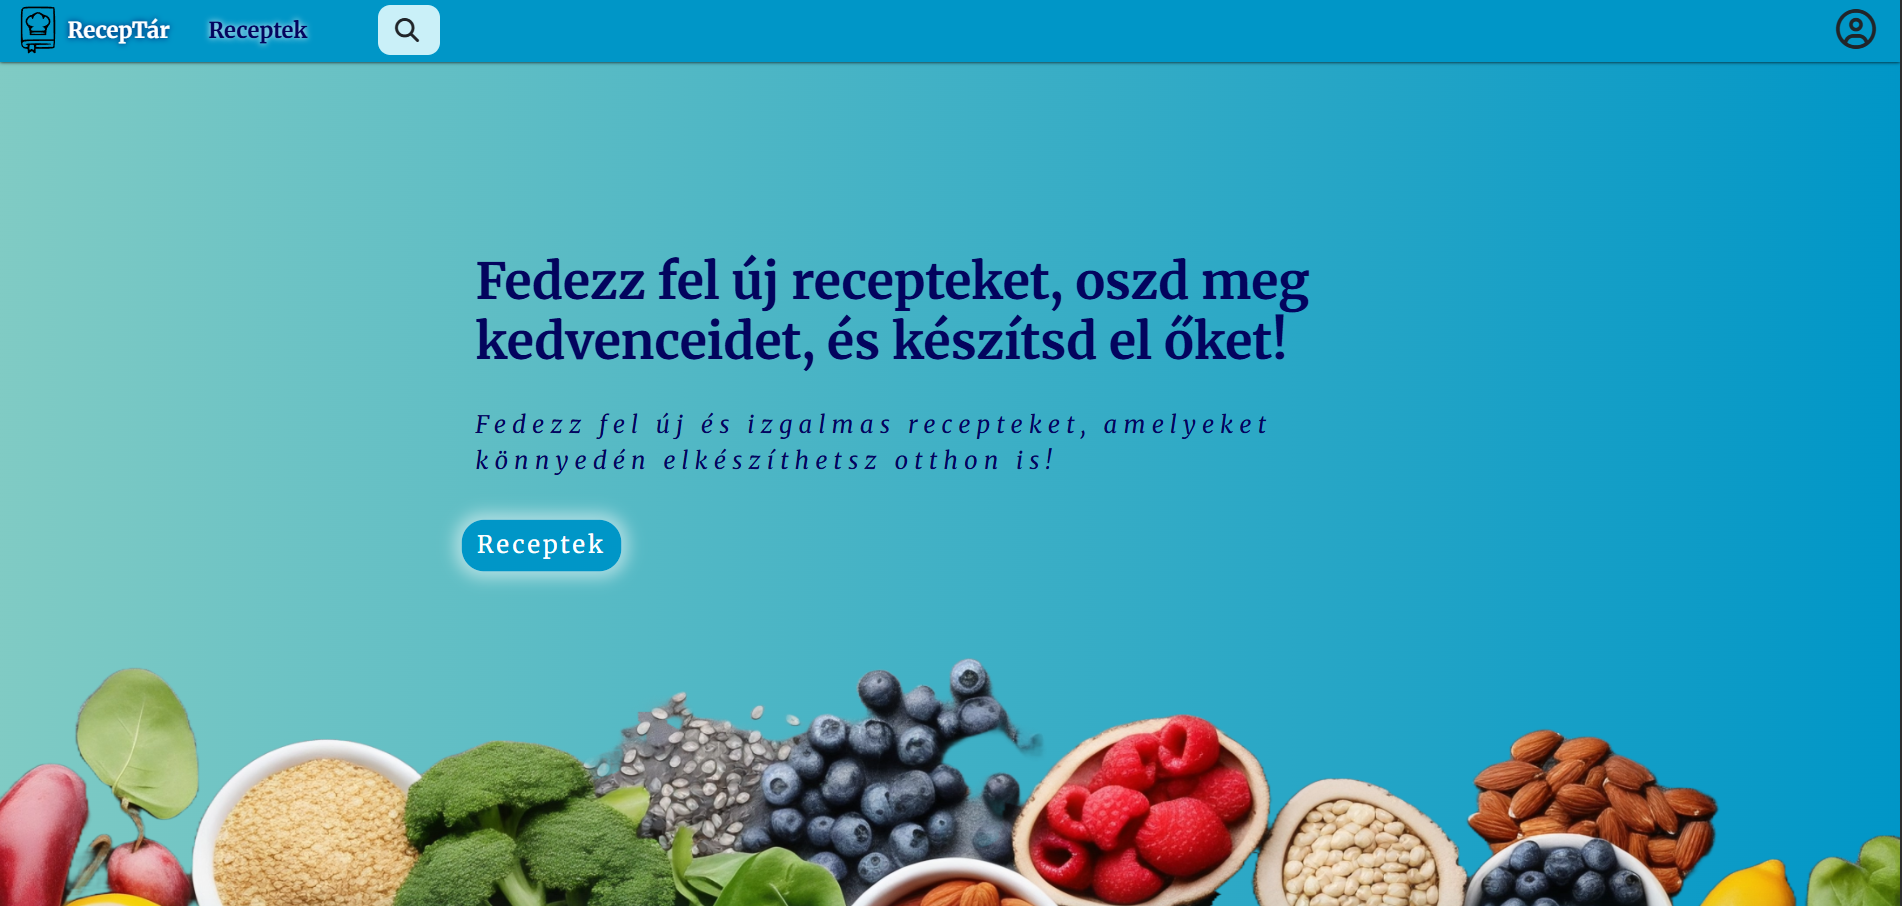 RecepTár
Receptek
Fedezz fel új recepteket, oszd meg
kedvenceidet, és készítsd el őket!
Fedezz fel új és izgalmas recepteket, amelyeket
könnyedén elkészíthetsz otthon is!
Receptek